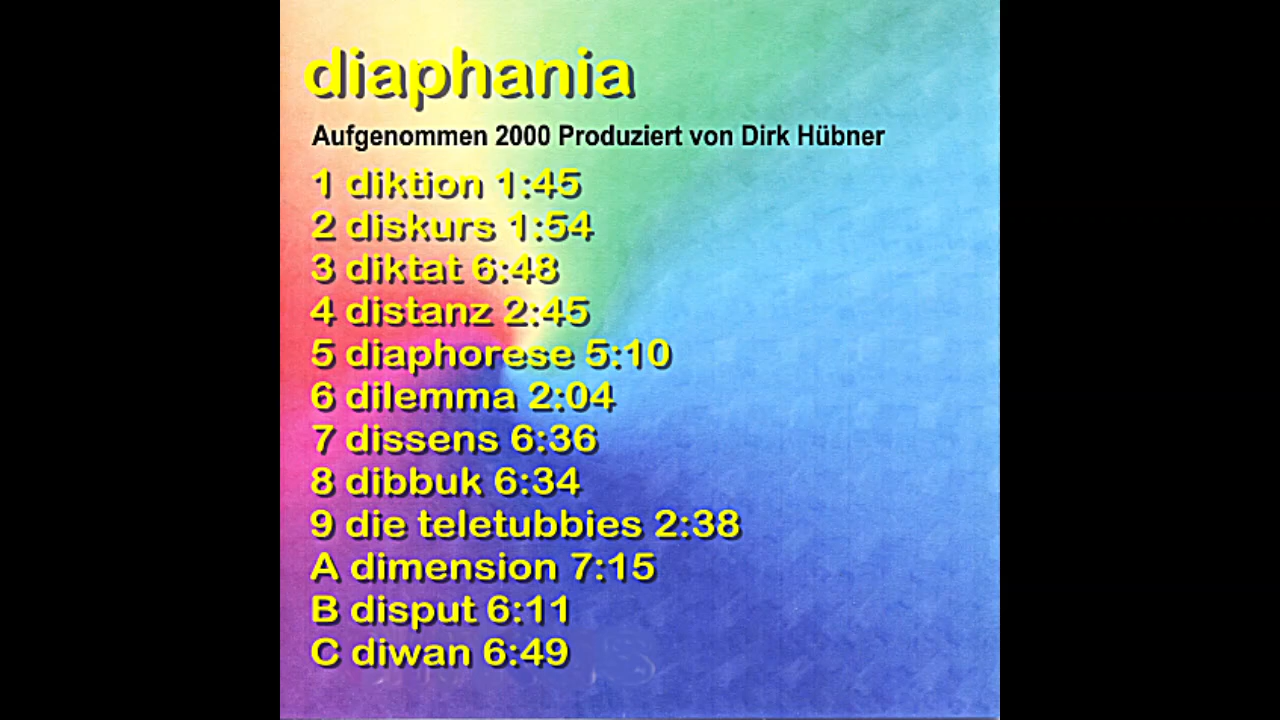 diaphania
Aufgenommen 2000 Produziert von Dirk Hübner
1 diktion 1:45
2 diskurs 1:54
3 diktat 6:48
4 distanz 2:45
5 diaphorese 5:10
6 dilemma 2:04
7 dissens 6:36
8 dibbuk 6:34
9 die teletubbies 2:38
A dimension 7:15
B disput 6:11
C diwan 6:49